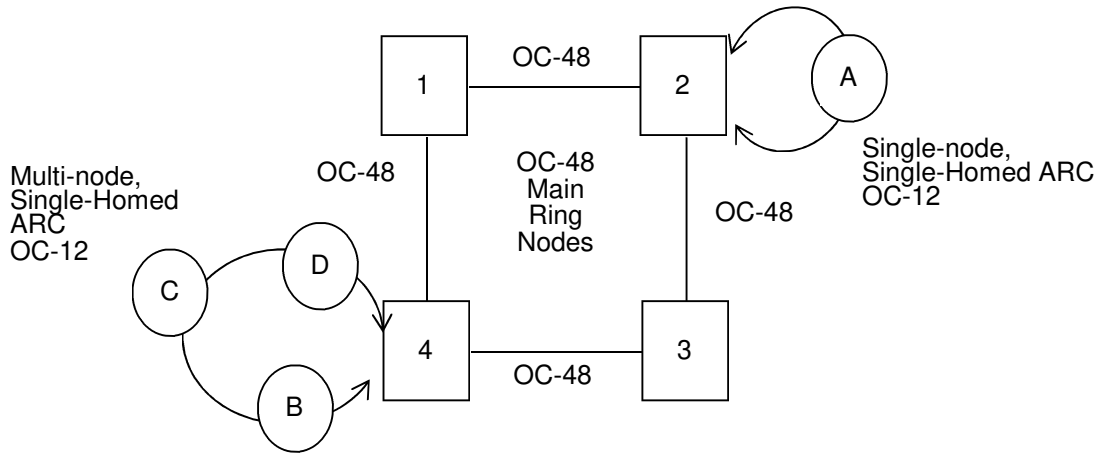 OC-48
1
2
A
OC-48
OC-48
Main
Ring
Nodes
Single-node,
Single-Homed ARC
OC-12
OC-48
Multi-node,
Single-Homed
ARC
OC-12
D
C
4
3
OC-48
B